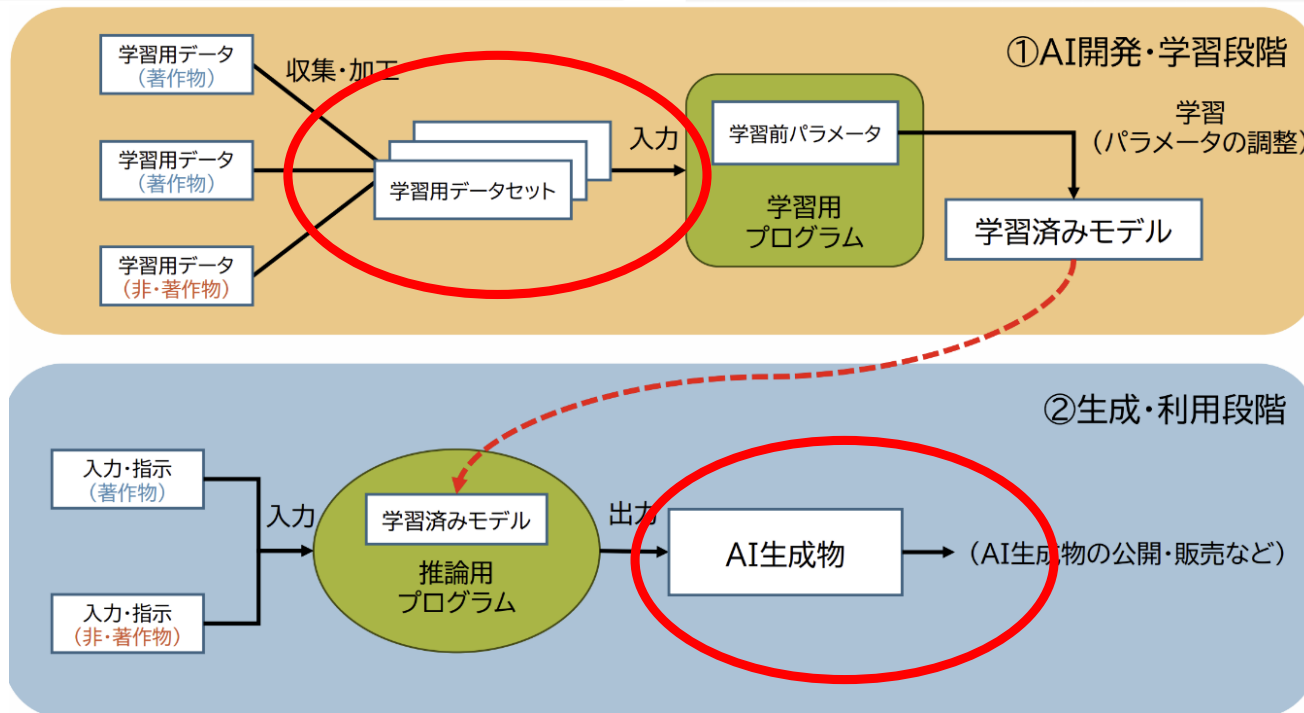 ①AI開発・学習段階
学習用データ
(著作物)
収集・加工
学習用データ
(著作物)
学習用データ
(非・著作物)
学習用データセット
入力
学習前パラメータ
学習用
プログラム
学習
(パラメータの調整)
学習済みモデル
②生成・利用段階
入力・指示
(著作物)
入力・指示
(非・著作物)
入力
学習済みモデル
推論用
プログラム
出力
AI生成物
(AI生成物の公開・販売など)